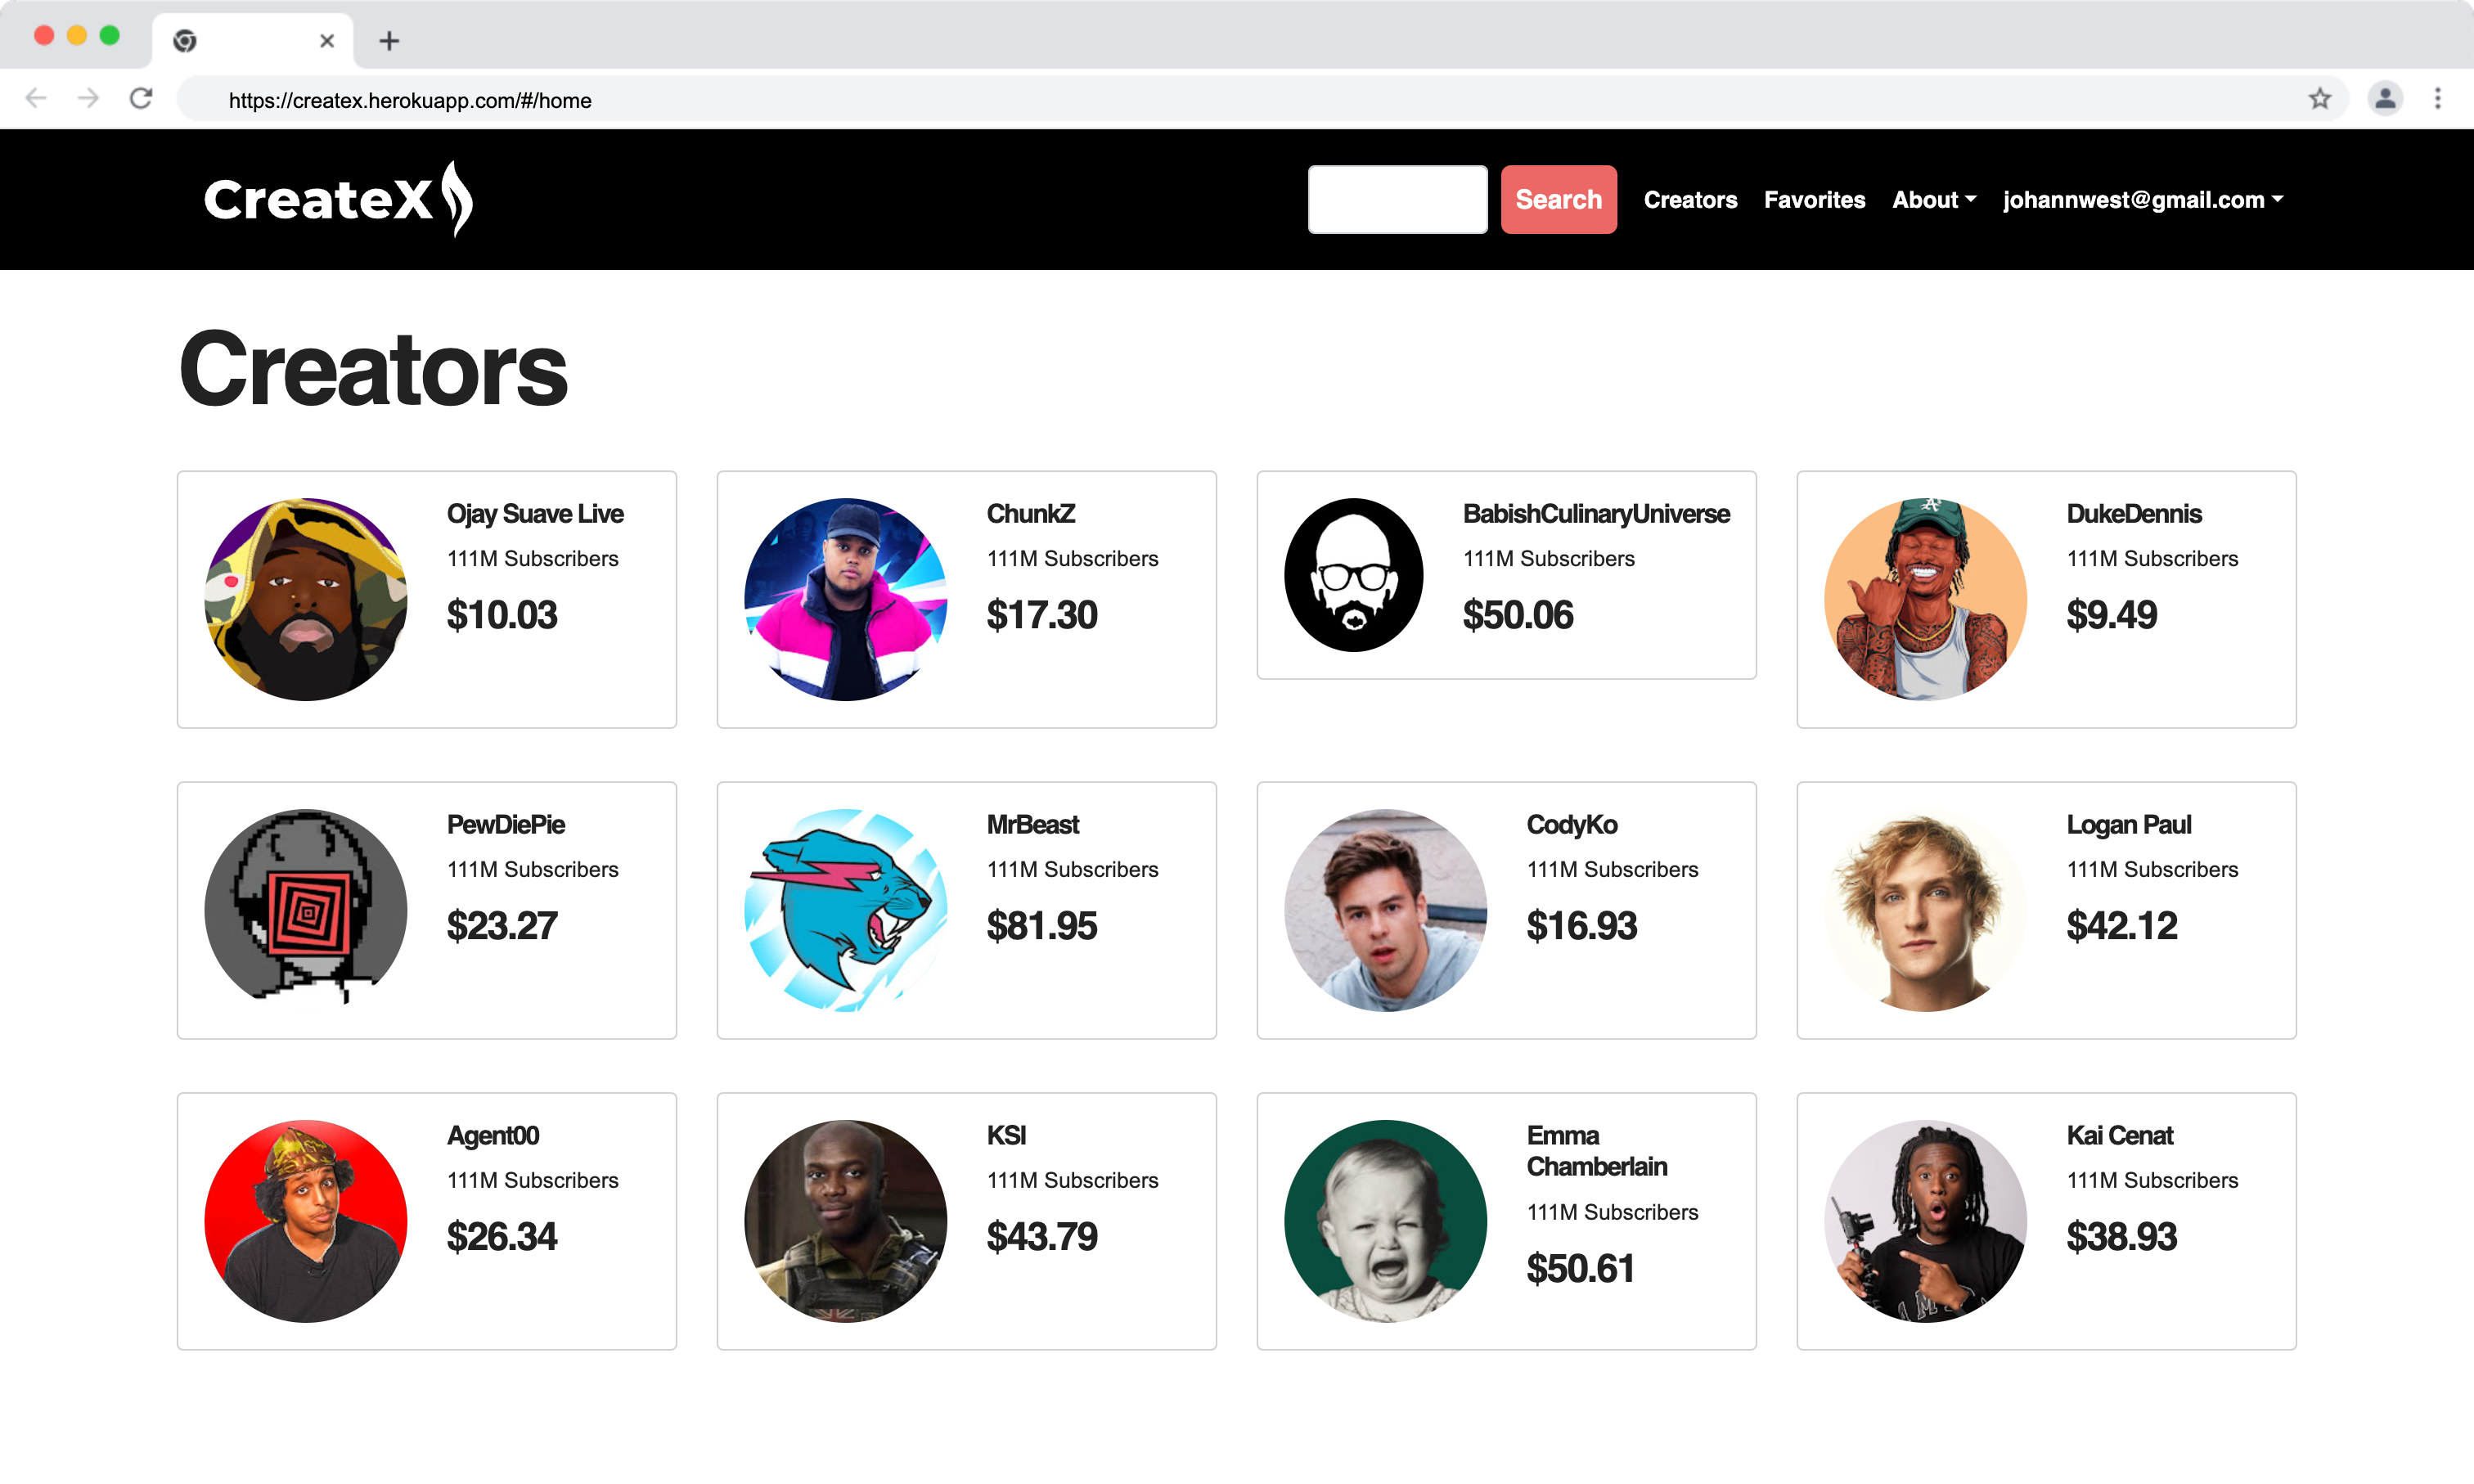 https://createx.herokuapp.com/#/home
CreateX
Search Creators Favorites About johannwest@gmail.com
Creators
Ojay Suave Live
111M Subscribers
$10.03
ChunkZ
111M Subscribers
$17.30
BabishCulinaryUniverse
111M Subscribers
$50.06
DukeDennis
111M Subscribers
$9.49
PewDiePie
111M Subscribers
$23.27
MrBeast
111M Subscribers
$81.95
CodyKo
111M Subscribers
$16.93
Logan Paul
111M Subscribers
$42.12
Agent00
111M Subscribers
$26.34
KSI
111M Subscribers
$43.79
Emma
Chamberlain
111M Subscribers
$50.61
Kai Cenat
111M Subscribers
$38.93